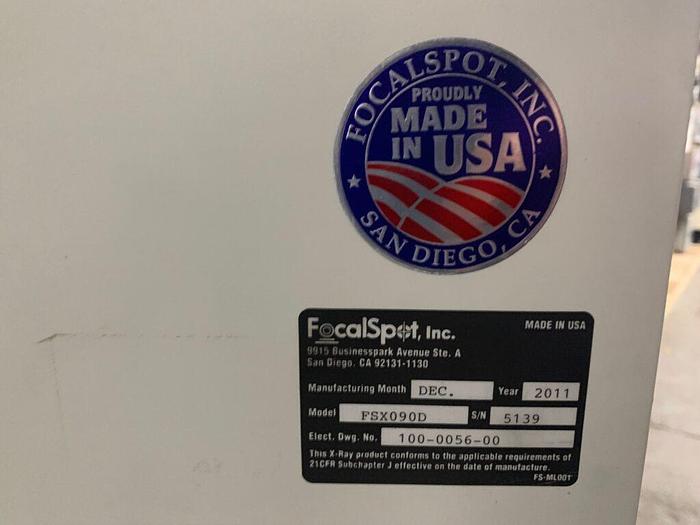 FOCALSPOT, INC.
PROUDLY
MADE
IN USA
SAN DIEGO, CA
FocalSpot, Inc.
MADE IN USA
9915 Businesspark Avenue Ste. A
San Diego, CA 92131-1130
Manufacturing Month DEC. Year 2011
Model FSX090D S/N 5139
Elect. Dwg. No. 100-0056-00
This X-Ray product conforms to the applicable requirements of
21CFR Subchapter J effective on the date of manufacture.
FS-ML001